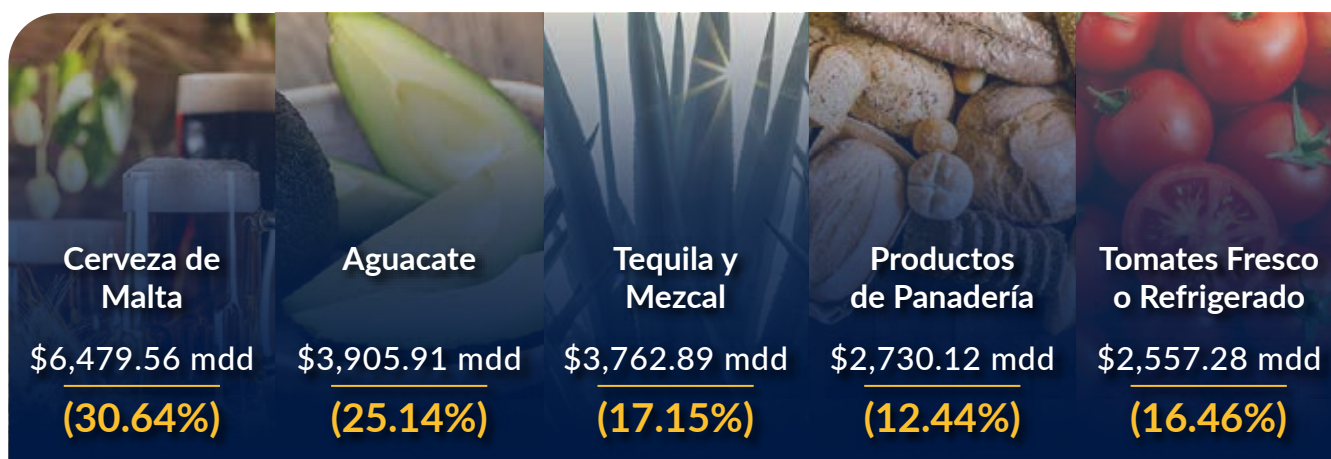 Cerveza de
Malta
$6,479.56 mdd
(30.64%)
Aguacate
$3,905.91 mdd
(25.14%)
Tequila y
Mezcal
$3,762.89 mdd
(17.15%)
Productos
de Panadería
$2,730.12 mdd
(12.44%)
Tomates Fresco
o Refrigerado
$2,557.28 mdd
(16.46%)